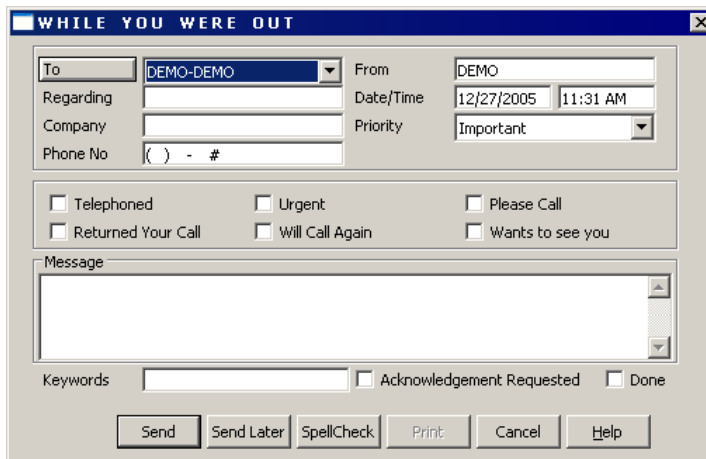 WHILE YOU WERE OUT
To DEMO-DEMO From DEMO
Regarding Date/Time 12/27/2005 11:31 AM
Company Priority Important
Phone No ( ) - #
Telephoned Urgent Please Call
Returned Your Call Will Call Again Wants to see you
Message
Keywords Acknowledgement Requested Done
Send Send Later SpellCheck Print Cancel Help